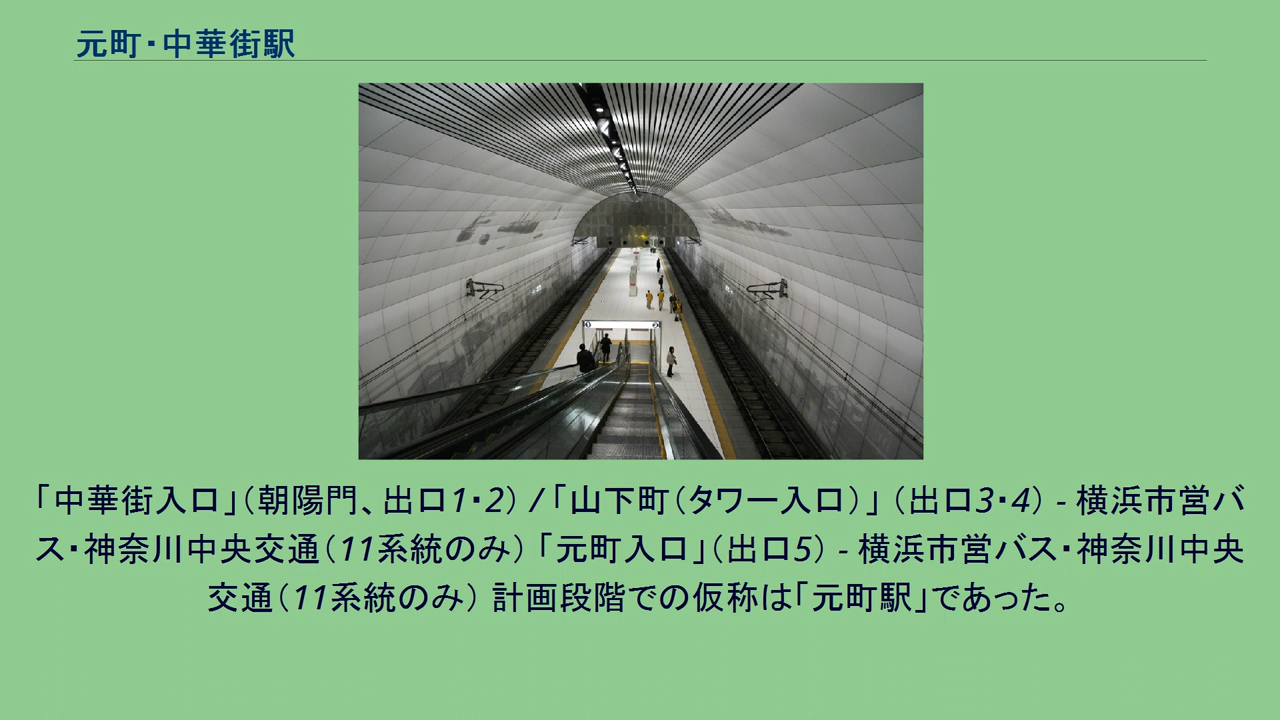 元町・中華街駅
「中華街入口」（朝陽門、出口1・2） / 「山下町（タワー入口）」 （出口3・4） - 横浜市営バ
ス・神奈川中央交通（11系統のみ） 「元町入口」（出口5） - 横浜市営バス・神奈川中央
交通（11系統のみ） 計画段階での仮称は「元町駅」であった。